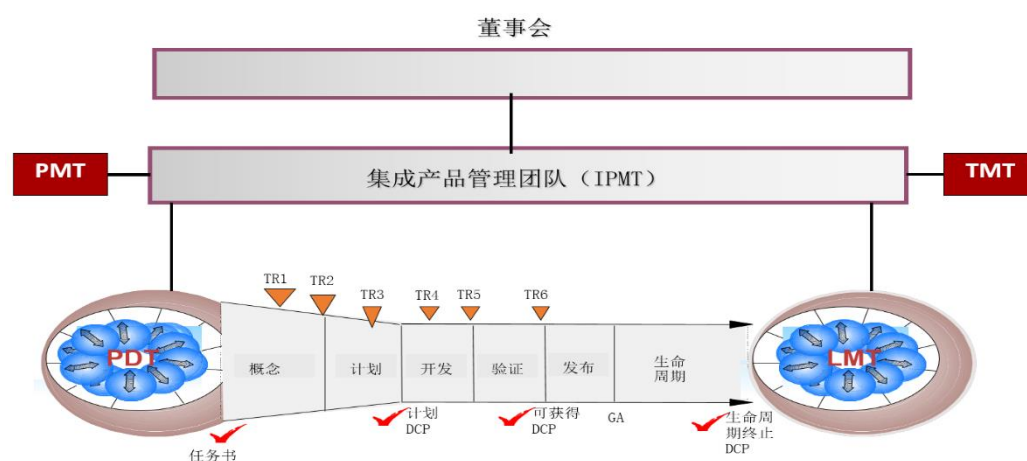 董事会
PMT
集成产品管理团队（IPMT）
TMT
TR1
TR2
TR3
TR4
TR5
TR6
PDT
概念
计划
开发
验证
发布
生命
周期
LMT
任务书
计划
DCP
可获得
DCP
GA
生命周
期终止
DCP